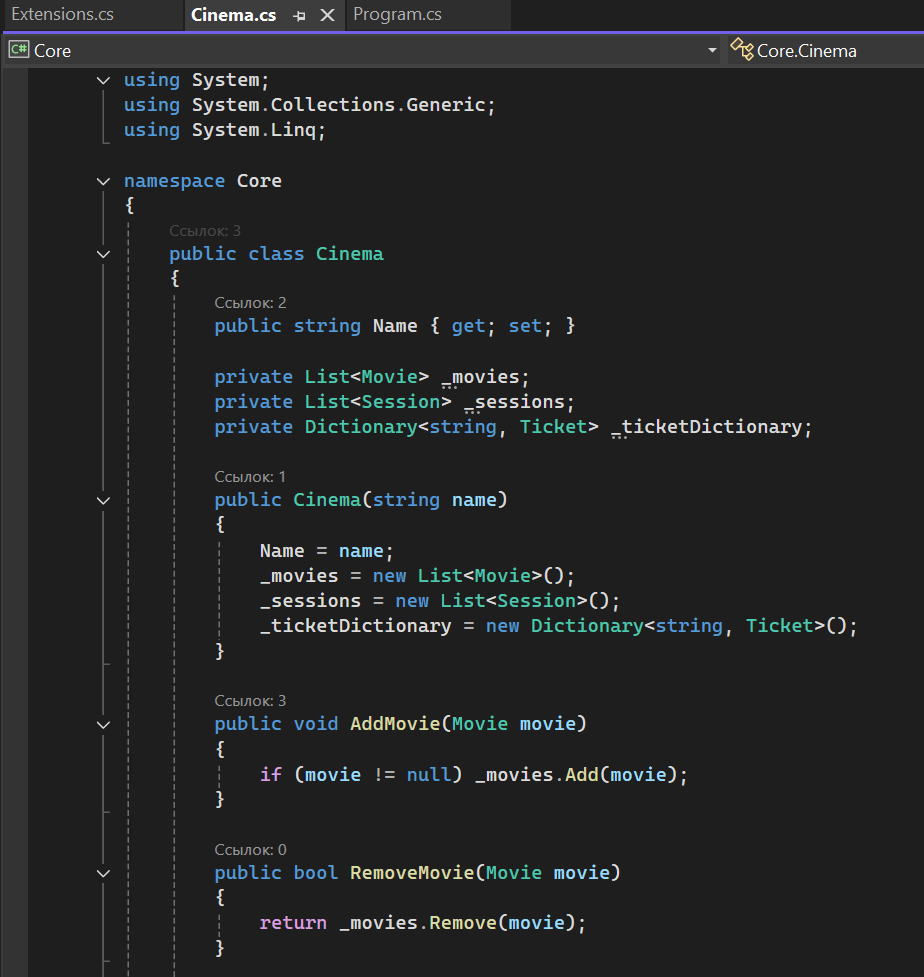 Extensions.cs Cinema.cs Program.cs
C# Core Core.Cinema
using System;
using System.Collections.Generic;
using System.Linq;
namespace Core
{
Ссылок: 3
public class Cinema
{
Ссылок: 2
public string Name { get; set; }
private List<Movie> _movies;
private List<Session> _sessions;
private Dictionary<string, Ticket> _ticketDictionary;
Ссылок: 1
public Cinema(string name)
{
Name = name;
_movies = new List<Movie>();
_sessions = new List<Session>();
_ticketDictionary = new Dictionary<string, Ticket>();
}
Ссылок: 3
public void AddMovie(Movie movie)
{
if (movie != null) _movies.Add(movie);
}
Ссылок: 0
public bool RemoveMovie(Movie movie)
{
return _movies.Remove(movie);
}